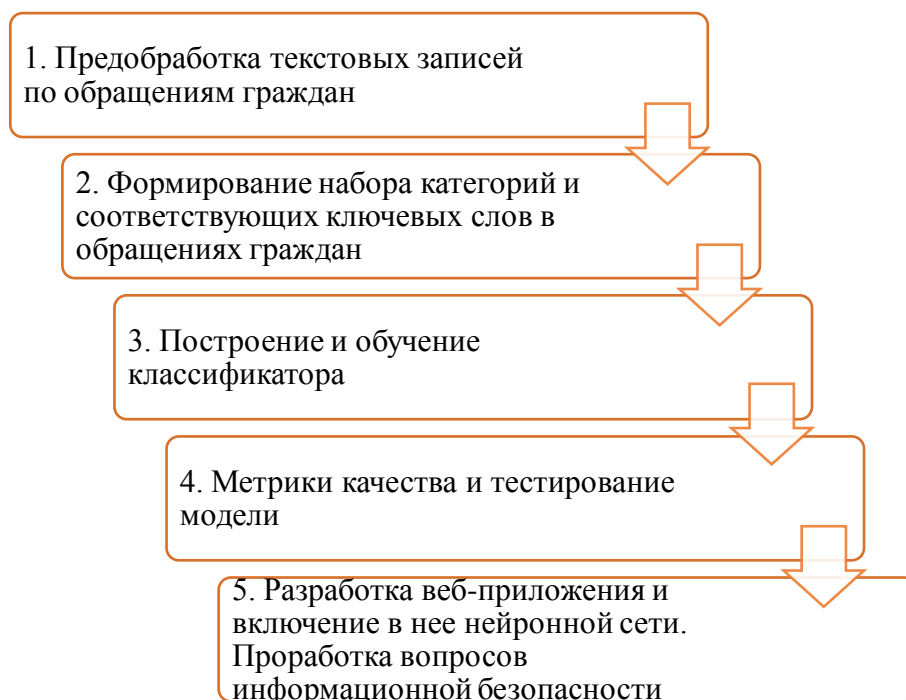 1. Предобработка текстовых записей
по обращениям граждан
2. Формирование набора категорий и
соответствующих ключевых слов в
обращениях граждан
3. Построение и обучение
классификатора
4. Метрики качества и тестирование
модели
5. Разработка веб-приложения и
включение в нее нейронной сети.
Проработка вопросов
информационной безопасности